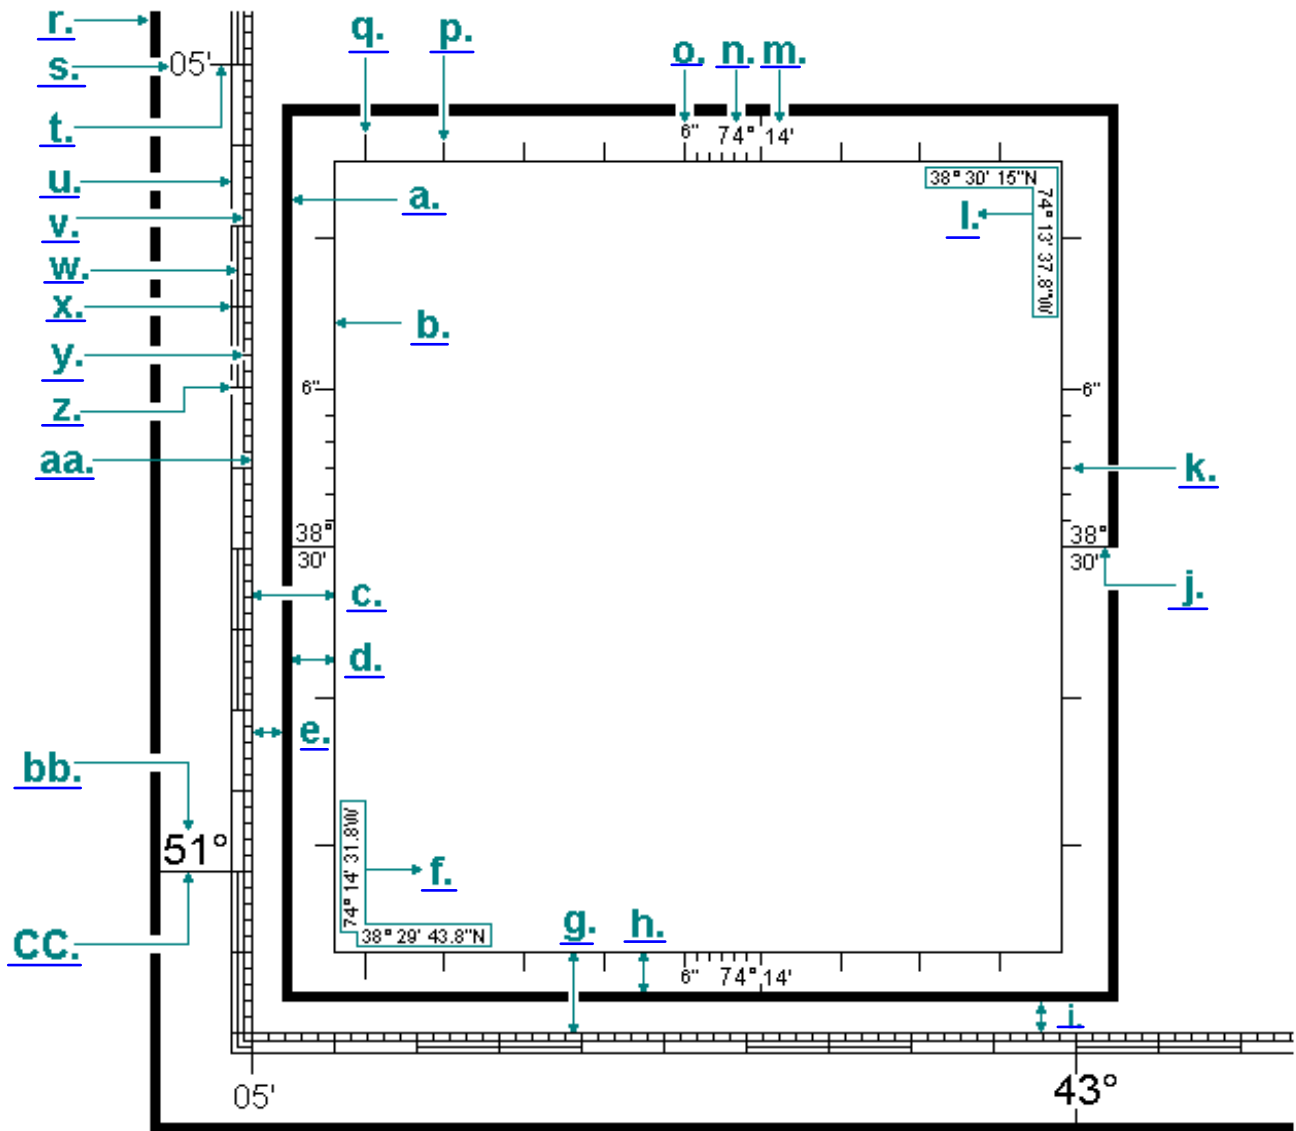 r.
q.
p.
o.
n.
m.
s.
05'
t.
6" 74° 14'
38° 30' 15"N
u.
a.
74° 13' 37.8"W
l.
v.
w.
x.
b.
y.
z.
6"
6"
aa.
k.
38°
30'
38°
30'
c.
j.
d.
e.
bb.
51°
74° 14' 31.8"W
f.
38° 29' 43.8"N
g.
h.
cc.
6" 74° 14'
i.
05'
43°